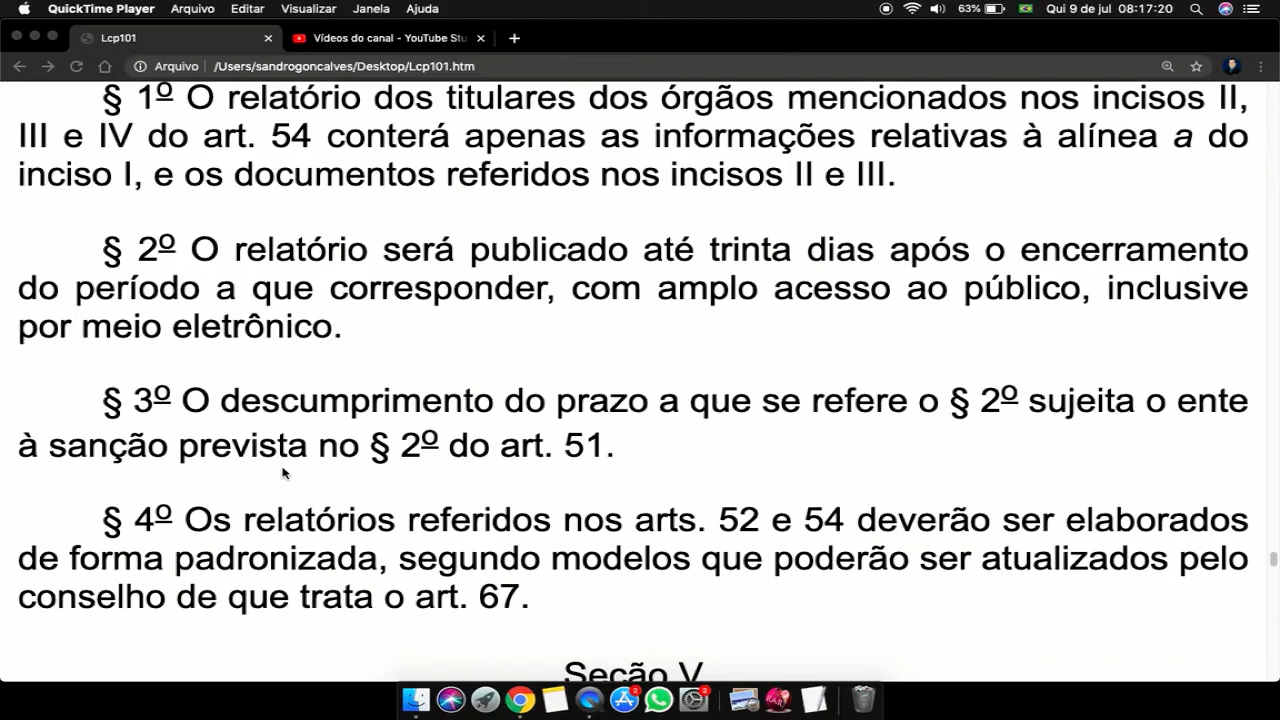 QuickTime Player Arquivo Editar Visualizar Janela Ajuda 63% Qui 9 de jul 08:17:20
Lcp101 Vídeos do canal - YouTube Stu
Arquivo /Users/sandrogoncalves/Desktop/Lcp101.htm
§ 1º O relatório dos titulares dos órgãos mencionados nos incisos II,
III e IV do art. 54 conterá apenas as informações relativas à alínea a do
inciso I, e os documentos referidos nos incisos II e III.
§ 2º O relatório será publicado até trinta dias após o encerramento
do período a que corresponder, com amplo acesso ao público, inclusive
por meio eletrônico.
§ 3º O descumprimento do prazo a que se refere o § 2º sujeita o ente
à sanção prevista no § 2º do art. 51.
§ 4º Os relatórios referidos nos arts. 52 e 54 deverão ser elaborados
de forma padronizada, segundo modelos que poderão ser atualizados pelo
conselho de que trata o art. 67.
Seção V